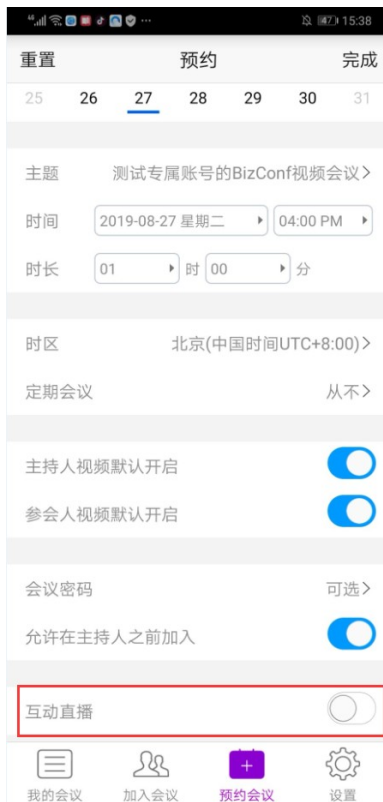 47 15:38
重置 预约 完成
25 26 27 28 29 30 31
主题 测试专属账号的BizConf视频会议>
时间 2019-08-27 星期二 04:00 PM
时长 01 时 00 分
时区 北京(中国时间UTC+8:00)>
定期会议 从不>
主持人视频默认开启
参会人视频默认开启
会议密码 可选>
允许在主持人之前加入
互动直播
我的会议 加入会议 预约会议 设置